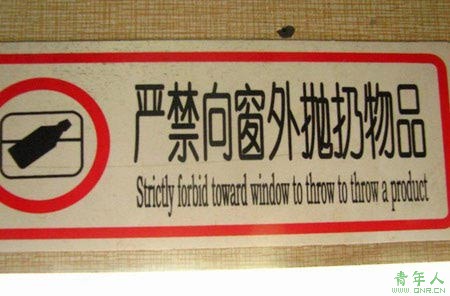 严禁向窗外抛扔物品
Strictly forbid toward window to throw to throw a product
青年人
WWW.QNR.CN